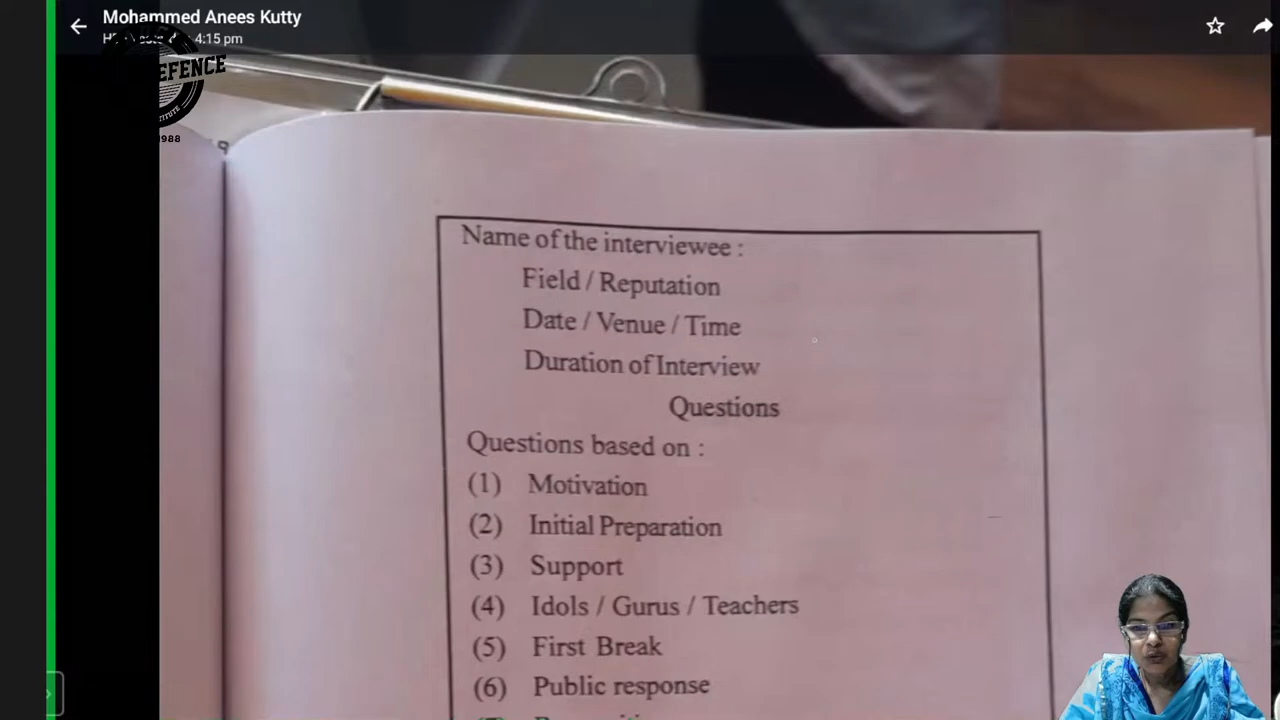 Mohammed Anees Kutty
4:15 pm
EFENCE
1988
Name of the interviewee :
Field / Reputation
Date / Venue / Time
Duration of Interview
Questions
Questions based on :
(1) Motivation
(2) Initial Preparation
(3) Support
(4) Idols / Gurus / Teachers
(5) First Break
(6) Public response